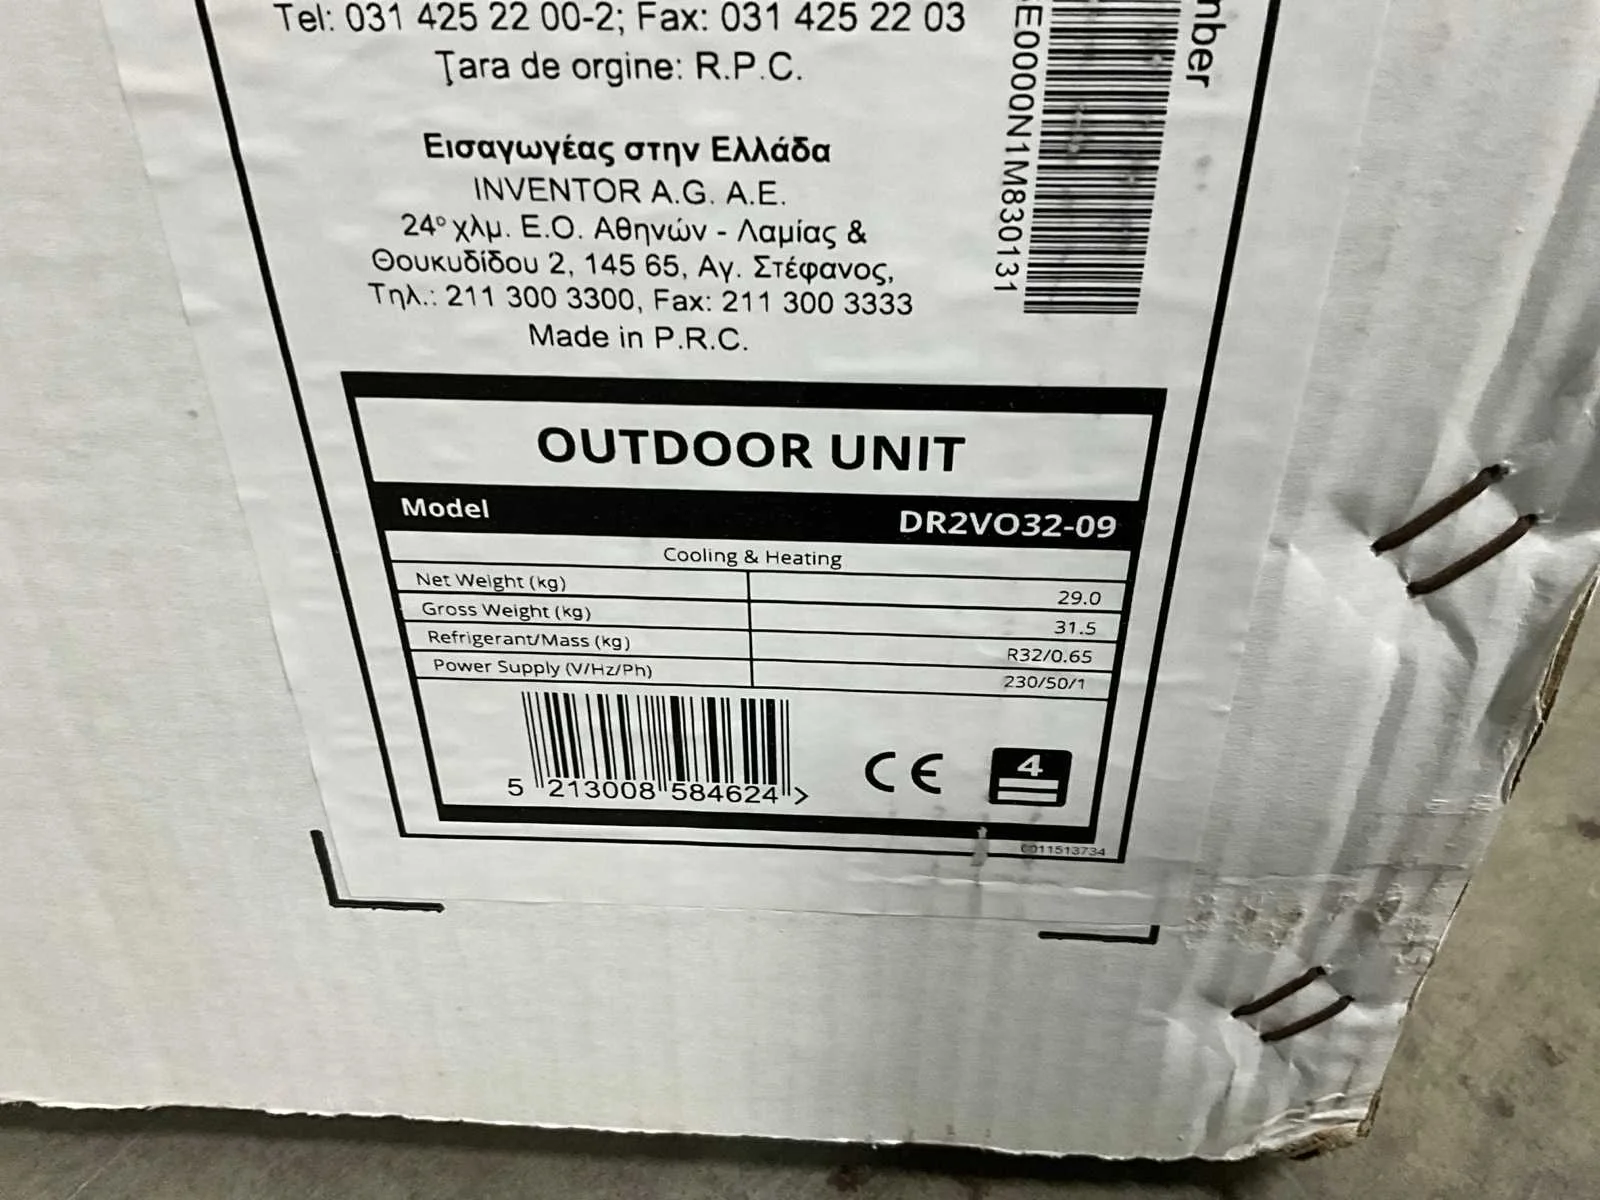 Tel: 031 425 22 00-2; Fax: 031 425 22 03
Țara de orgine: R.P.C.
Εισαγωγέας στην Ελλάδα
INVENTOR A.G. A.E.
24° χλμ. Ε.Ο. Αθηνών - Λαμίας &
Θουκυδίδου 2, 145 65, Αγ. Στέφανος,
Τηλ.: 211 300 3300, Fax: 211 300 3333
Made in P.R.C.
E0000N1M830131
OUTDOOR UNIT
Model DR2VO32-09
Cooling & Heating
Net Weight (kg) 29.0
Gross Weight (kg) 31.5
Refrigerant/Mass (kg) R32/0.65
Power Supply (V/Hz/Ph) 230/50/1
5 213008 584624 >
CE
4